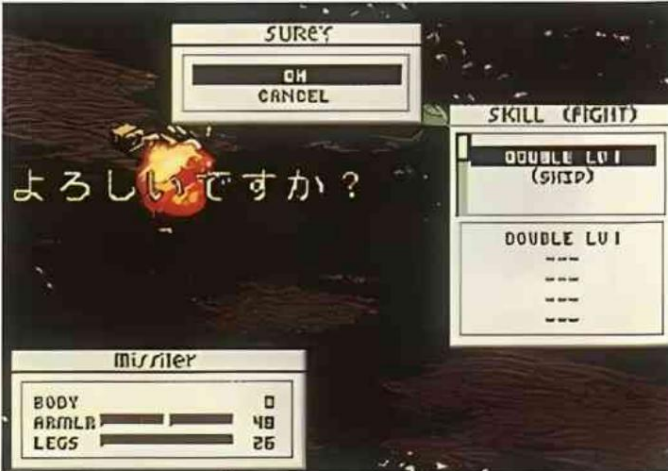 SURE?
OK
CANCEL
SKILL (FIGHT)
DOUBLE LV1
(SKIP)
よろしいですか？
DOUBLE LV1
---
---
---
---
Missiler
BODY 0
ARMLR 48
LEGS 26